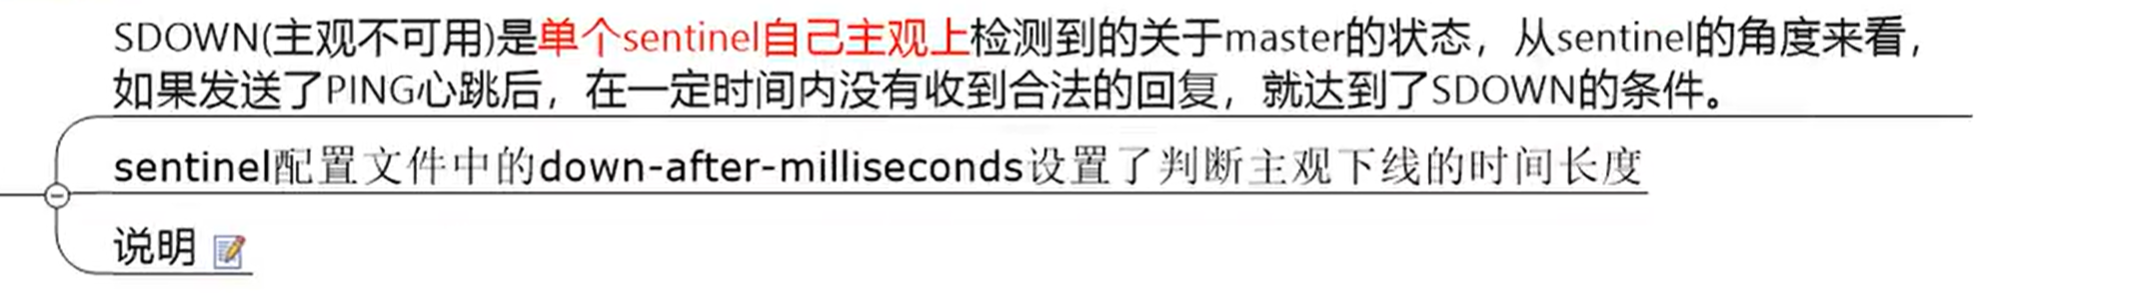 SDOWN(主观不可用)是单个sentinel自己主观上检测到的关于master的状态，从sentinel的角度来看，
如果发送了PING心跳后，在一定时间内没有收到合法的回复，就达到了SDOWN的条件。
sentinel配置文件中的down-after-milliseconds设置了判断主观下线的时间长度
说明